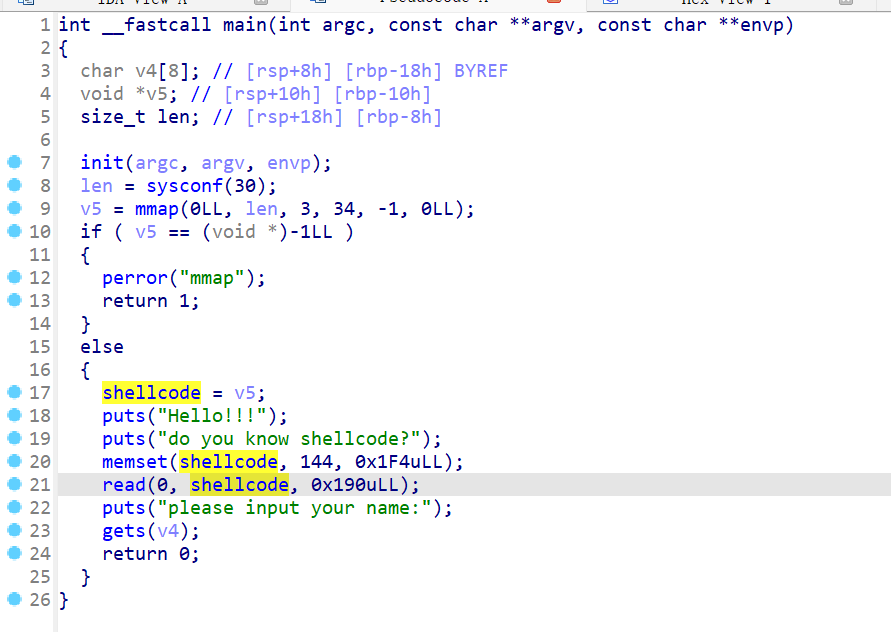 1 int __fastcall main(int argc, const char **argv, const char **envp)
2 {
3   char v4[8]; // [rsp+8h] [rbp-18h] BYREF
4   void *v5; // [rsp+10h] [rbp-10h]
5   size_t len; // [rsp+18h] [rbp-8h]
6
7   init(argc, argv, envp);
8   len = sysconf(30);
9   v5 = mmap(0LL, len, 3, 34, -1, 0LL);
10   if ( v5 == (void *)-1LL )
11   {
12     perror("mmap");
13     return 1;
14   }
15   else
16   {
17     shellcode = v5;
18     puts("Hello!!!");
19     puts("do you know shellcode?");
20     memset(shellcode, 144, 0x1F4uLL);
21     read(0, shellcode, 0x190uLL);
22     puts("please input your name:");
23     gets(v4);
24     return 0;
25   }
26 }